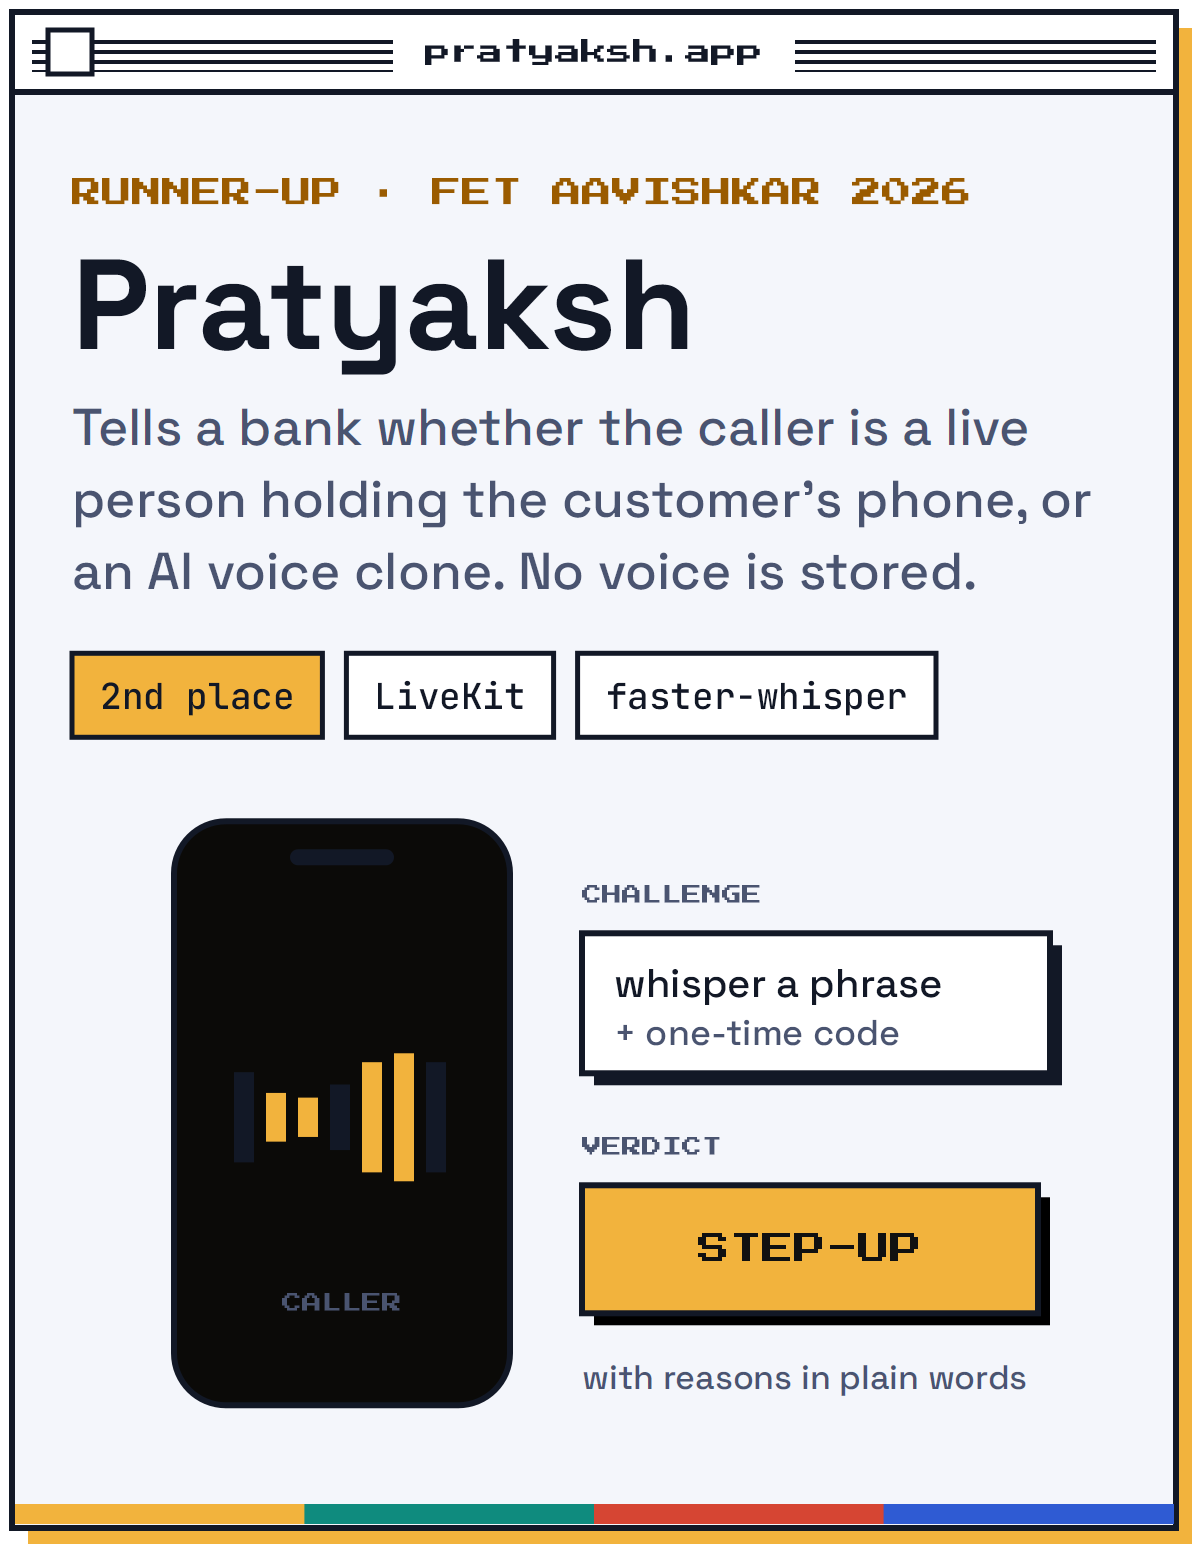 pratyaksh.app
RUNNER-UP · FET AAVISHKAR 2026
Pratyaksh
Tells a bank whether the caller is a live
person holding the customer’s phone, or
an AI voice clone. No voice is stored.
2nd place
LiveKit
faster-whisper
CHALLENGE
whisper a phrase
+ one-time code
VERDICT
STEP-UP
with reasons in plain words
CALLER